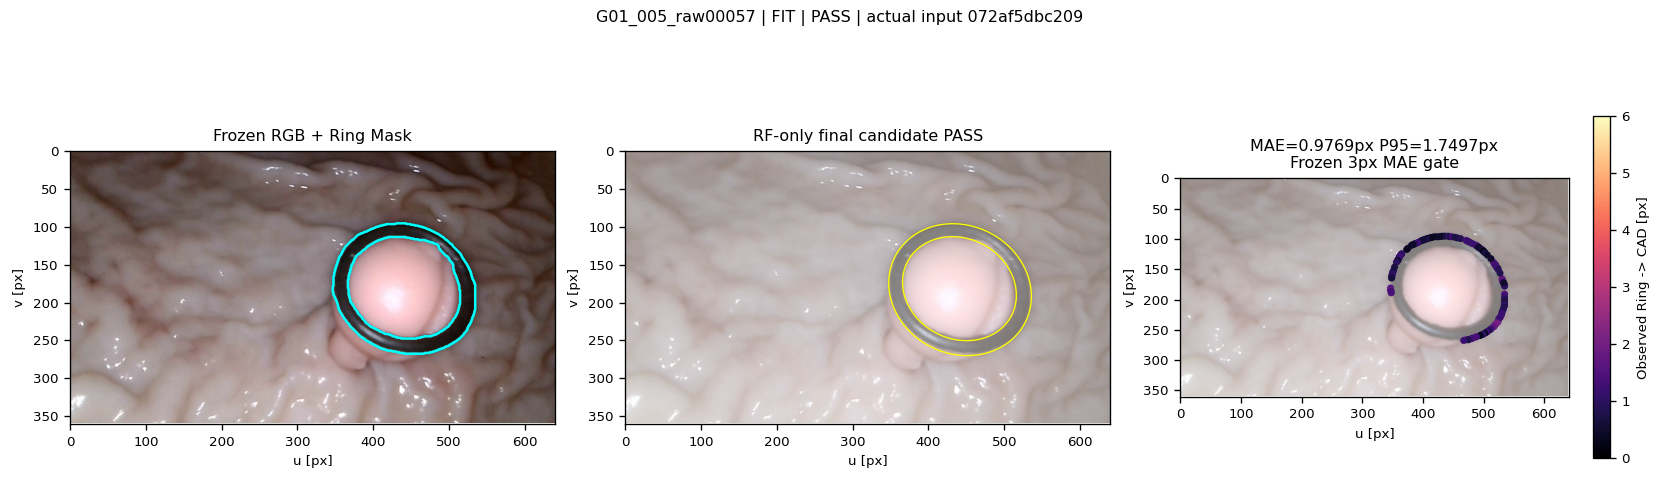 G01_005_raw00057 | FIT | PASS | actual input 072af5dbc209
Frozen RGB + Ring Mask
0
50
100
150
200
250
300
350
v [px]
0 100 200 300 400 500 600
u [px]
RF-only final candidate PASS
0
50
100
150
200
250
300
350
v [px]
0 100 200 300 400 500 600
u [px]
MAE=0.9769px P95=1.7497px
Frozen 3px MAE gate
0
50
100
150
200
250
300
350
v [px]
0 100 200 300 400 500 600
u [px]
6
5
4
3
2
1
0
Observed Ring -> CAD [px]